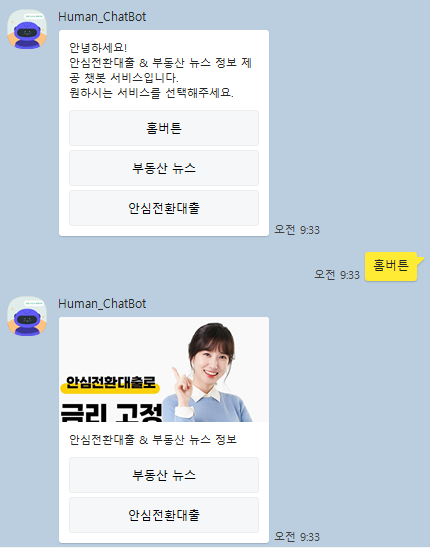 Human_ChatBot
안녕하세요!
안심전환대출 & 부동산 뉴스 정보 제
공 챗봇 서비스입니다.
원하시는 서비스를 선택해주세요.
홈버튼
부동산 뉴스
안심전환대출
오전 9:33
홈버튼
오전 9:33
Human_ChatBot
안심전환대출로
금리 고정
안심전환대출 & 부동산 뉴스 정보
부동산 뉴스
안심전환대출
오전 9:33